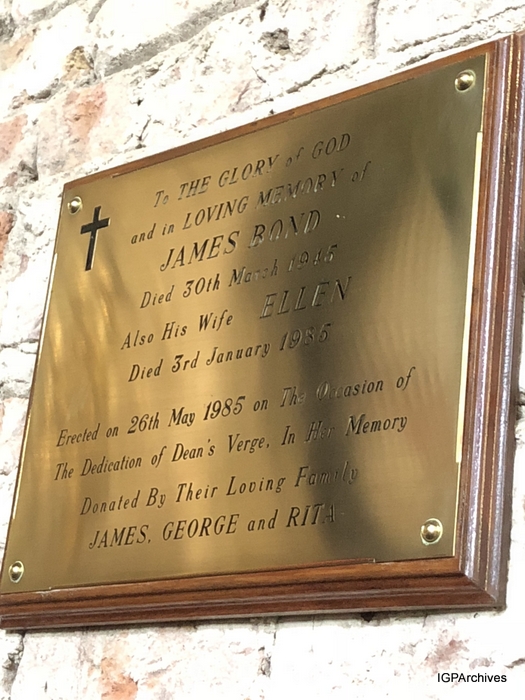 To THE GLORY of GOD
and in LOVING MEMORY of
JAMES BOND
Died 30th March 1945
Also His Wife ELLEN
Died 3rd January 1985
Erected on 26th May 1985 on The Occasion of
The Dedication of Dean's Verge, In Her Memory
Donated By Their Loving Family
JAMES, GEORGE and RITA
IGPArchives